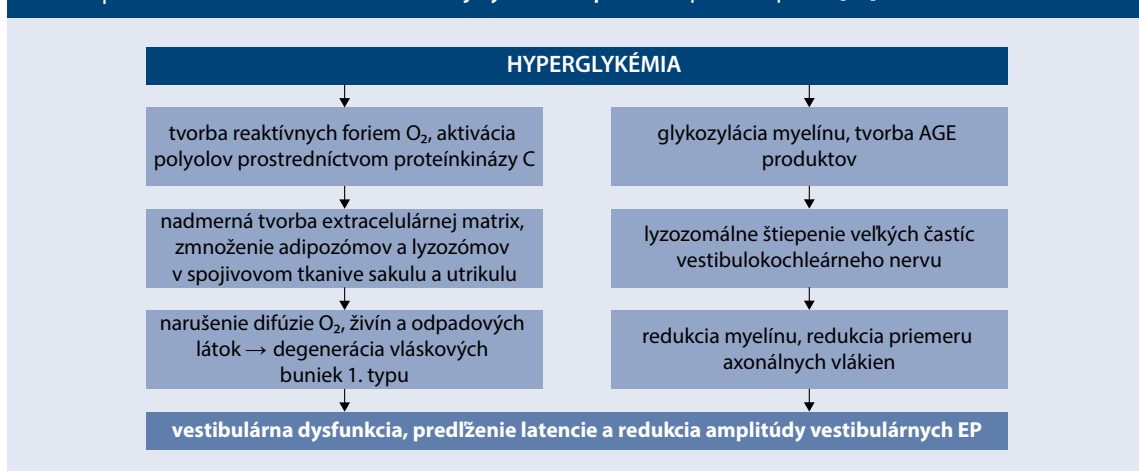 HYPERGLYKÉMIA
tvorba reaktívnych foriem O₂, aktivácia
polyolov prostredníctvom proteínkinázy C
nadmerná tvorba extracelulárnej matrix,
zmnoženie adipozómov a lyzozómov
v spojivovom tkanive sakulu a utrikulu
narušenie difúzie O₂, živín a odpadových
látok → degenerácia vláskových
buniek 1. typu
glykozylácia myelínu, tvorba AGE
produktov
lyzozomálne štiepenie veľkých častíc
vestibulokochleárneho nervu
redukcia myelínu, redukcia priemeru
axonálnych vlákien
vestibulárna dysfunkcia, predĺženie latencie a redukcia amplitúdy vestibulárnych EP